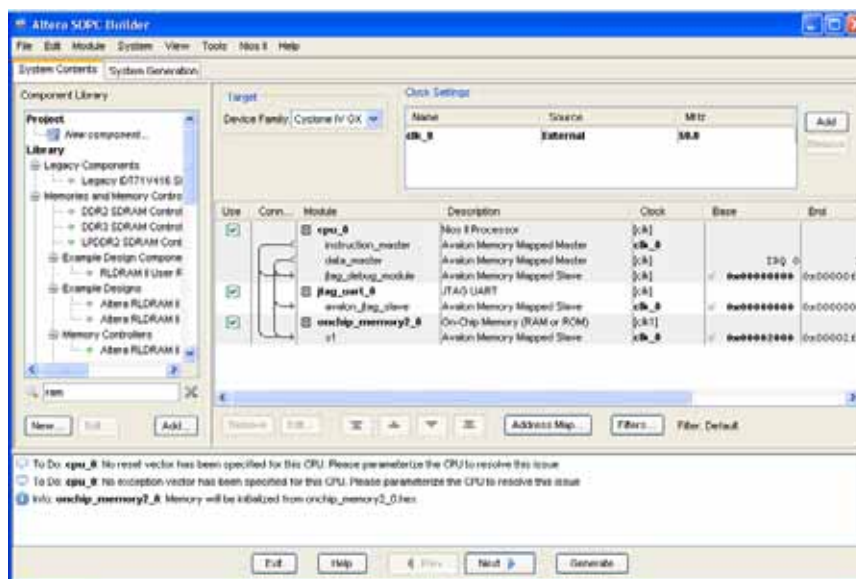 Altera SOPC Builder
File Edit Module System View Tools Nios II Help
System Contents System Generation
Component Library
Project
New component...
Library
Legacy Components
Legacy IDT71V416 S
Memories and Memory Contro
DDR2 SDRAM Control
DDR3 SDRAM Control
LPDDR2 SDRAM Cont
Example Design Compone
RLDRAM II User R
Example Designs
Altera RLDRAM II
Altera RLDRAM II
Memory Controllers
Altera RLDRAM II
ram
New... Edit... Add...
Target
Device Family: Cyclone IV GX
Clock Settings
Name Source MHz
clk_0 External 50.0
Add
Remove
Use Conn... Module Description Clock Base End
cpu_0 Nios II Processor [clk]
instruction_master Avalon Memory Mapped Master clk_0
data_master Avalon Memory Mapped Master [clk] IRQ 0
jtag_debug_module Avalon Memory Mapped Slave [clk]
jtag_uart_0 JTAG UART [clk]
avalon_jtag_slave Avalon Memory Mapped Slave clk_0
onchip_memory2_0 On-Chip Memory (RAM or ROM) [clk1]
s1 Avalon Memory Mapped Slave clk_0
Remove Edit... Address Map... Filters... Filter: Default
To Do: cpu_0: No reset vector has been specified for this CPU. Please parameterize the CPU to resolve this issue
To Do: cpu_0: No exception vector has been specified for this CPU. Please parameterize the CPU to resolve this issue
Info: onchip_memory2_0: Memory will be initialized from onchip_memory2_0.hex
Exit Help Prev Next Generate